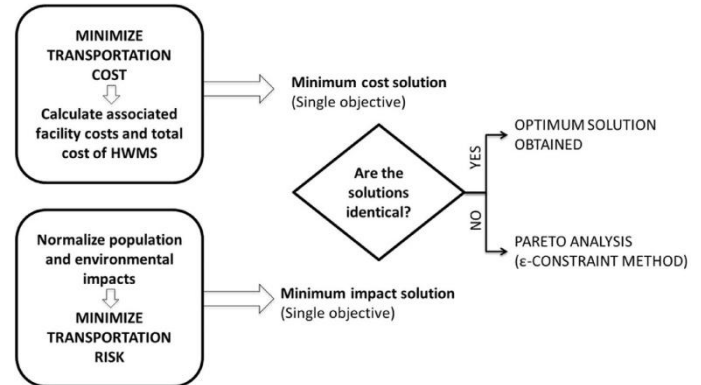 MINIMIZE
TRANSPORTATION
COST
Calculate associated
facility costs and total
cost of HWMS
Minimum cost solution
(Single objective)
Are the
solutions
identical?
YES
NO
OPTIMUM SOLUTION
OBTAINED
PARETO ANALYSIS
(ε-CONSTRAINT METHOD)
Normalize population
and environmental
impacts
MINIMIZE
TRANSPORTATION
RISK
Minimum impact solution
(Single objective)